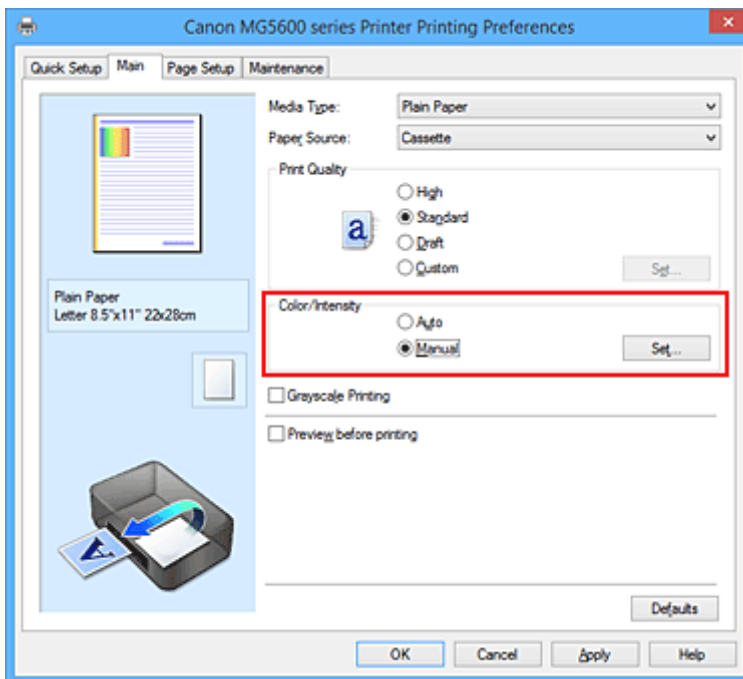 Canon MG5600 series Printer Printing Preferences
Quick Setup Main Page Setup Maintenance
Media Type: Plain Paper
Paper Source: Cassette
Print Quality
High
a Standard
Draft
Custom Set...
Plain Paper
Letter 8.5"x11" 22x28cm
Color/Intensity
Auto
Manual Set...
Grayscale Printing
Preview before printing
A
Defaults
OK Cancel Apply Help